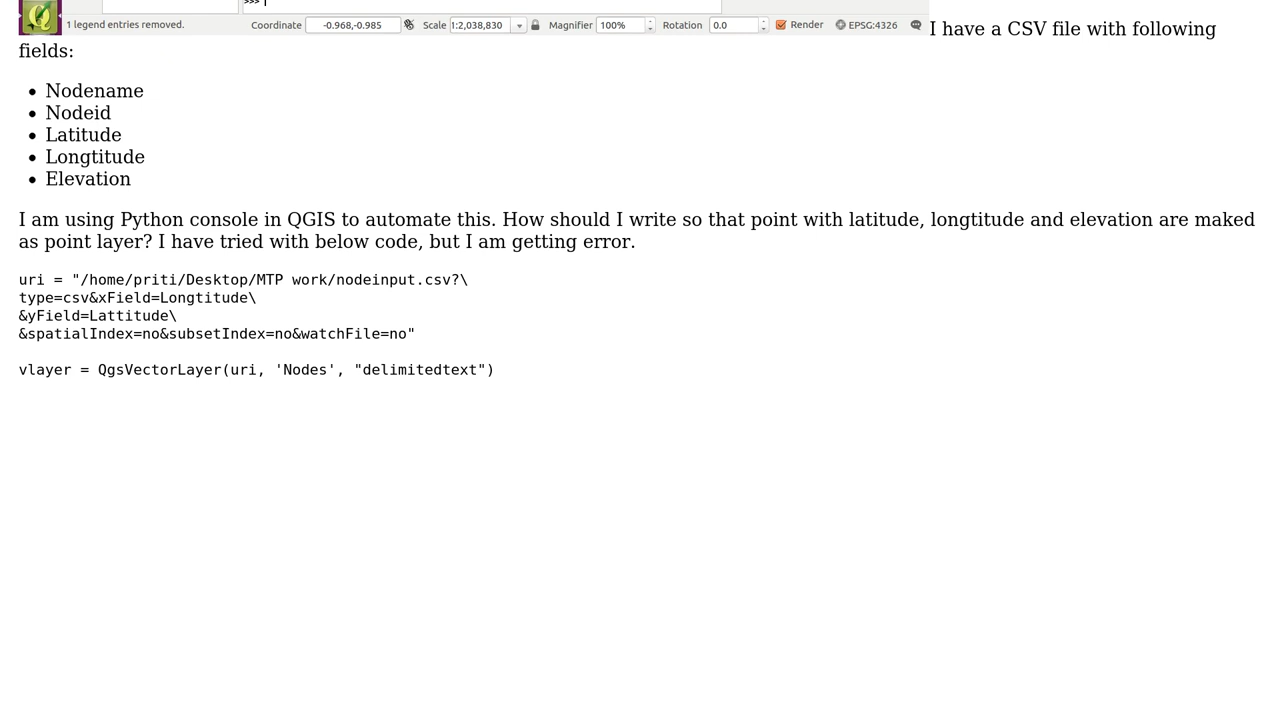 >>>
1 legend entries removed. Coordinate -0.968,-0.985 Scale 1:2,038,830 Magnifier 100% Rotation 0.0 Render EPSG:4326 I have a CSV file with following
fields:
• Nodename
• Nodeid
• Latitude
• Longtitude
• Elevation
I am using Python console in QGIS to automate this. How should I write so that point with latitude, longtitude and elevation are maked
as point layer? I have tried with below code, but I am getting error.
uri = "/home/priti/Desktop/MTP work/nodeinput.csv?\
type=csv&xField=Longtitude\
&yField=Lattitude\
&spatialIndex=no&subsetIndex=no&watchFile=no"
vlayer = QgsVectorLayer(uri, 'Nodes', "delimitedtext")